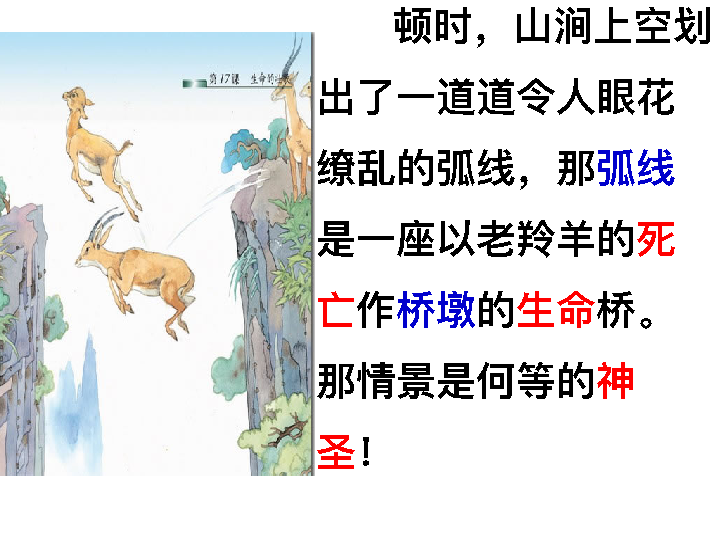 第17课 生命的
顿时，山涧上空划
出了一道道令人眼花
缭乱的弧线，那弧线
是一座以老羚羊的死
亡作桥墩的生命桥。
那情景是何等的神
圣！